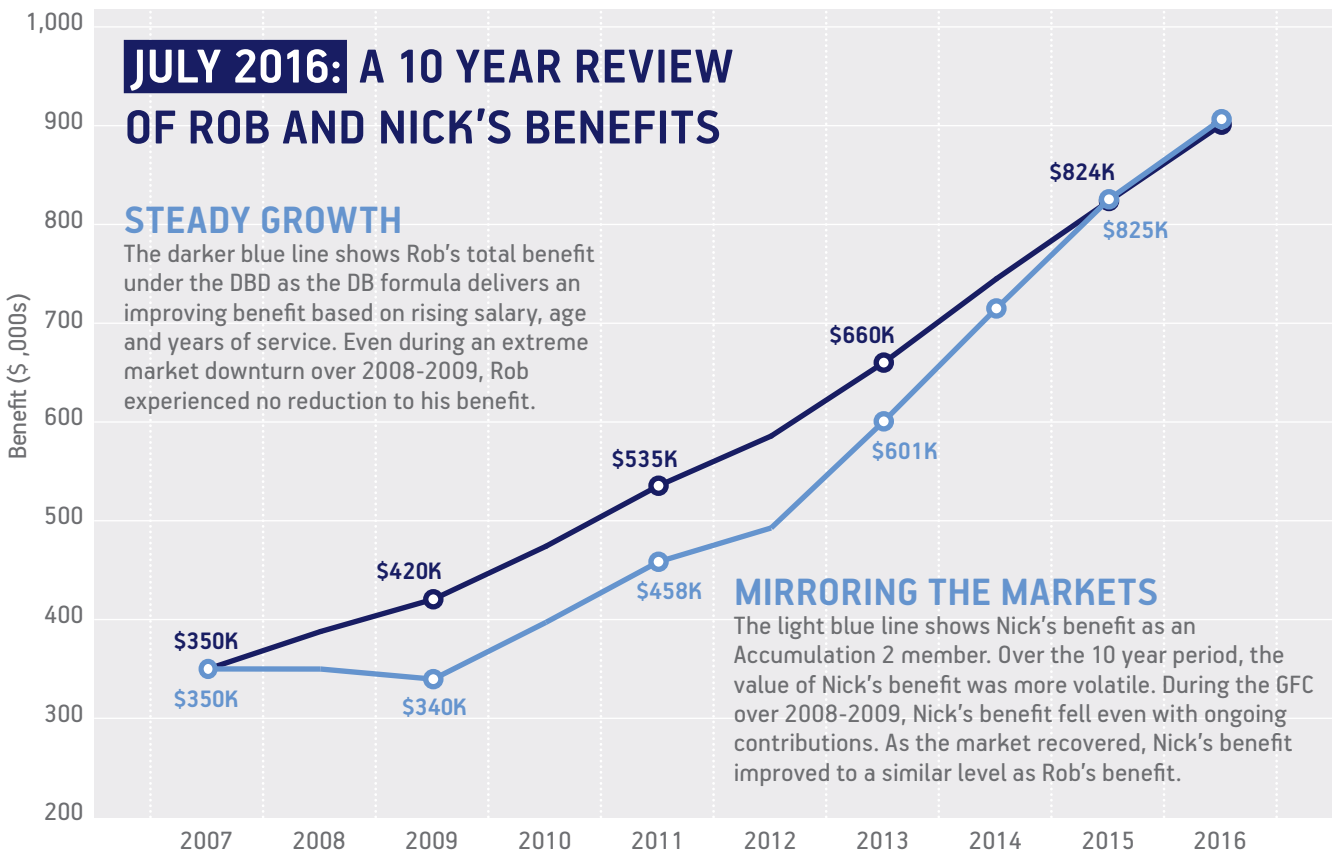 JULY 2016: A 10 YEAR REVIEW
OF ROB AND NICK'S BENEFITS
STEADY GROWTH
The darker blue line shows Rob's total benefit
under the DBD as the DB formula delivers an
improving benefit based on rising salary, age
and years of service. Even during an extreme
market downturn over 2008-2009, Rob
experienced no reduction to his benefit.
Benefit ($ ,000s)
1,000
900
800
700
600
500
400
300
200
$350K
$350K
$420K
$340K
$535K
$458K
$660K
$601K
$824K
$825K
MIRRORING THE MARKETS
The light blue line shows Nick's benefit as an
Accumulation 2 member. Over the 10 year period, the
value of Nick's benefit was more volatile. During the GFC
over 2008-2009, Nick's benefit fell even with ongoing
contributions. As the market recovered, Nick's benefit
improved to a similar level as Rob's benefit.
2007 2008 2009 2010 2011 2012 2013 2014 2015 2016